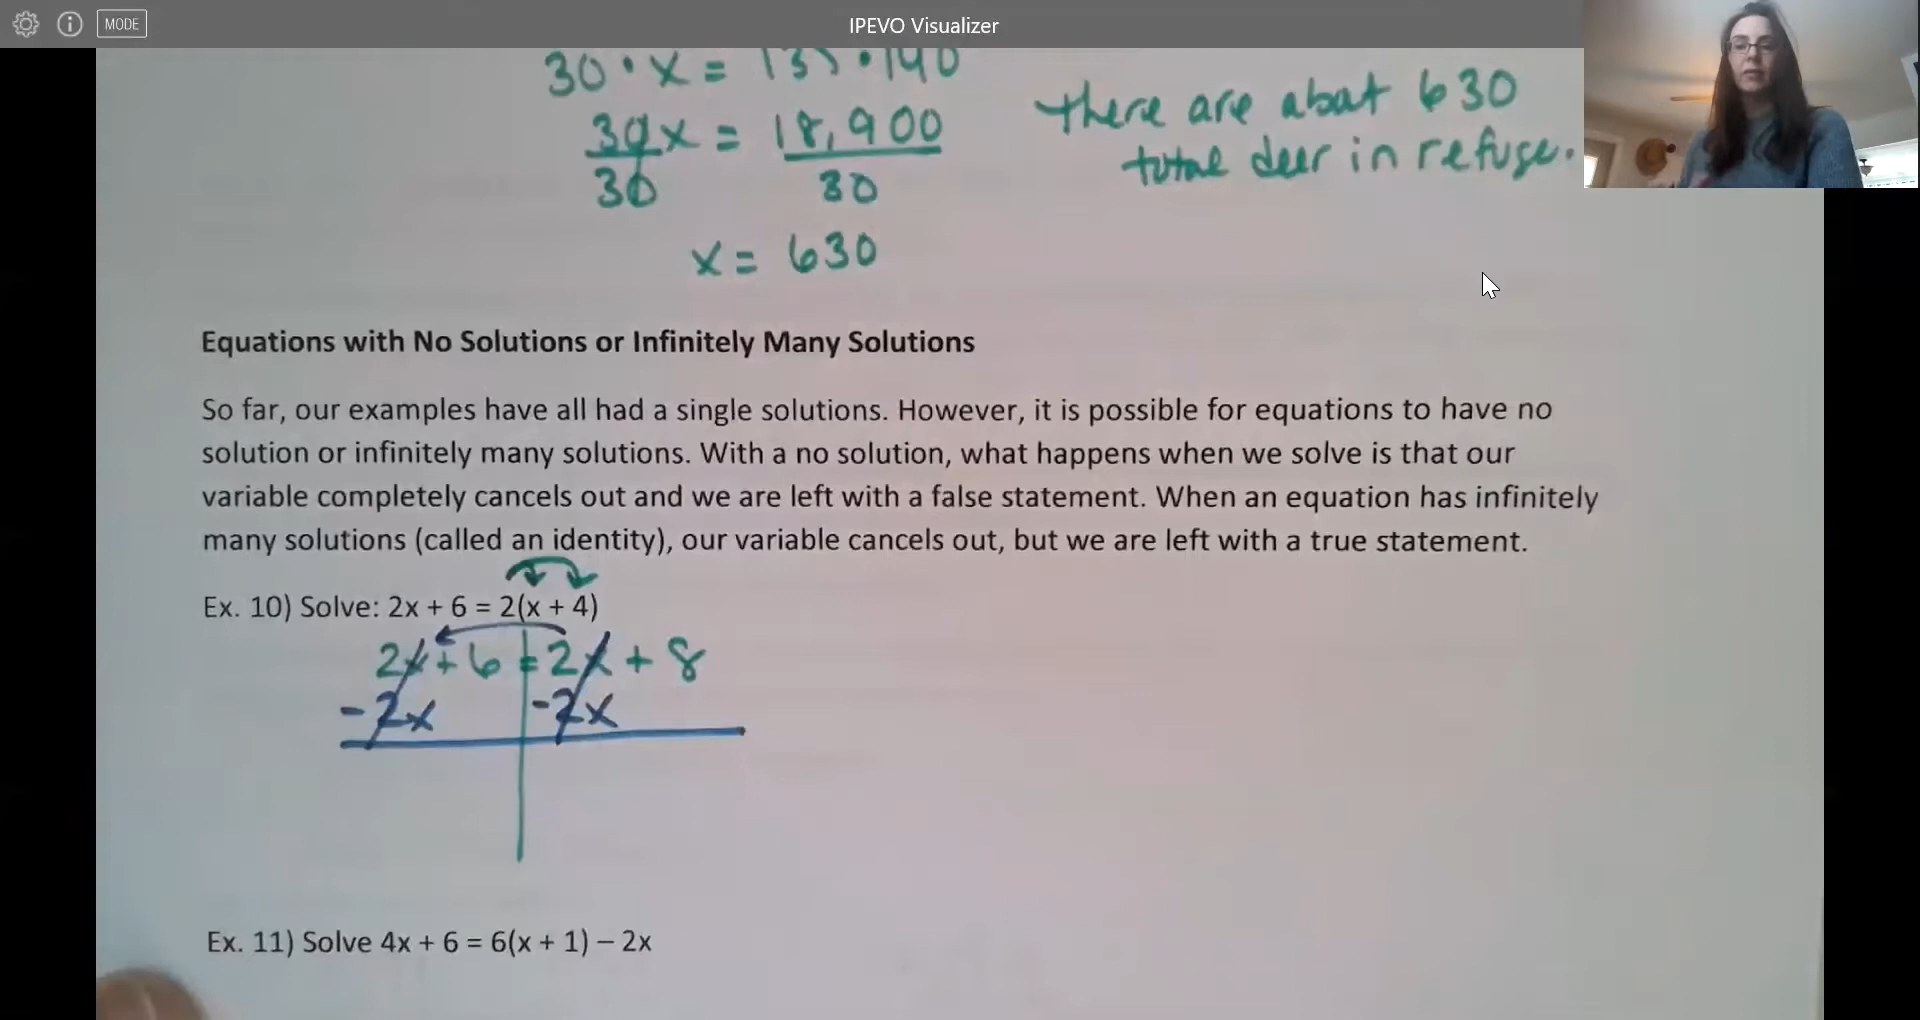 MODE
IPEVO Visualizer
30 • x = 135 • 140
30x = 18,900
30 30
x = 630
there are about 630
total deer in refuge.
Equations with No Solutions or Infinitely Many Solutions
So far, our examples have all had a single solutions. However, it is possible for equations to have no
solution or infinitely many solutions. With a no solution, what happens when we solve is that our
variable completely cancels out and we are left with a false statement. When an equation has infinitely
many solutions (called an identity), our variable cancels out, but we are left with a true statement.
Ex. 10) Solve: 2x + 6 = 2(x + 4)
2x + 6 = 2x + 8
-2x -2x
Ex. 11) Solve 4x + 6 = 6(x + 1) – 2x